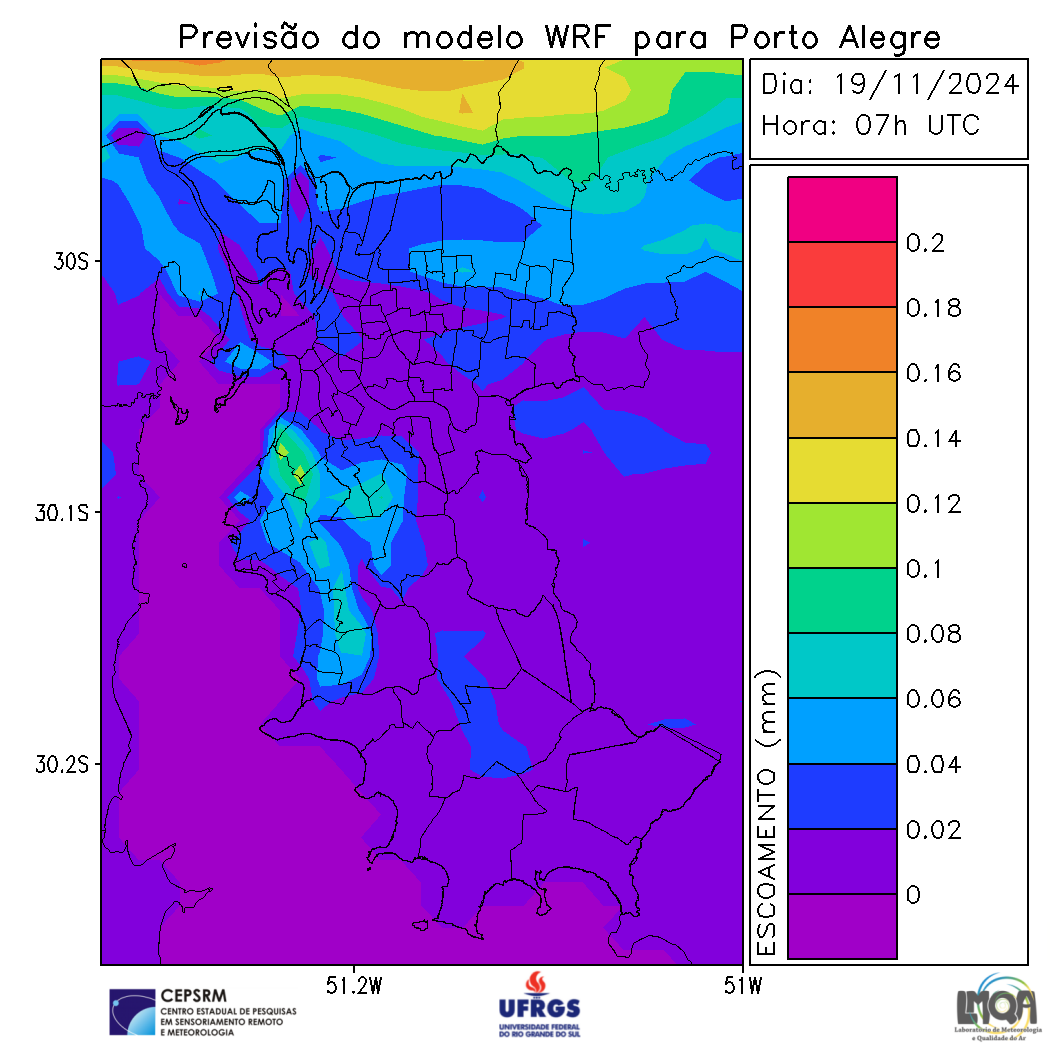 Previsão do modelo WRF para Porto Alegre
Dia: 19/11/2024
Hora: 07h UTC
30S
30.1S
30.2S
51.2W
51W
ESCOAMENTO (mm)
0.2
0.18
0.16
0.14
0.12
0.1
0.08
0.06
0.04
0.02
0
CEPSRM
CENTRO ESTADUAL DE PESQUISAS
EM SENSORIAMENTO REMOTO
E METEOROLOGIA
UFRGS
UNIVERSIDADE FEDERAL
DO RIO GRANDE DO SUL
LMQA
Laboratório de Meteorologia
e Qualidade do Ar